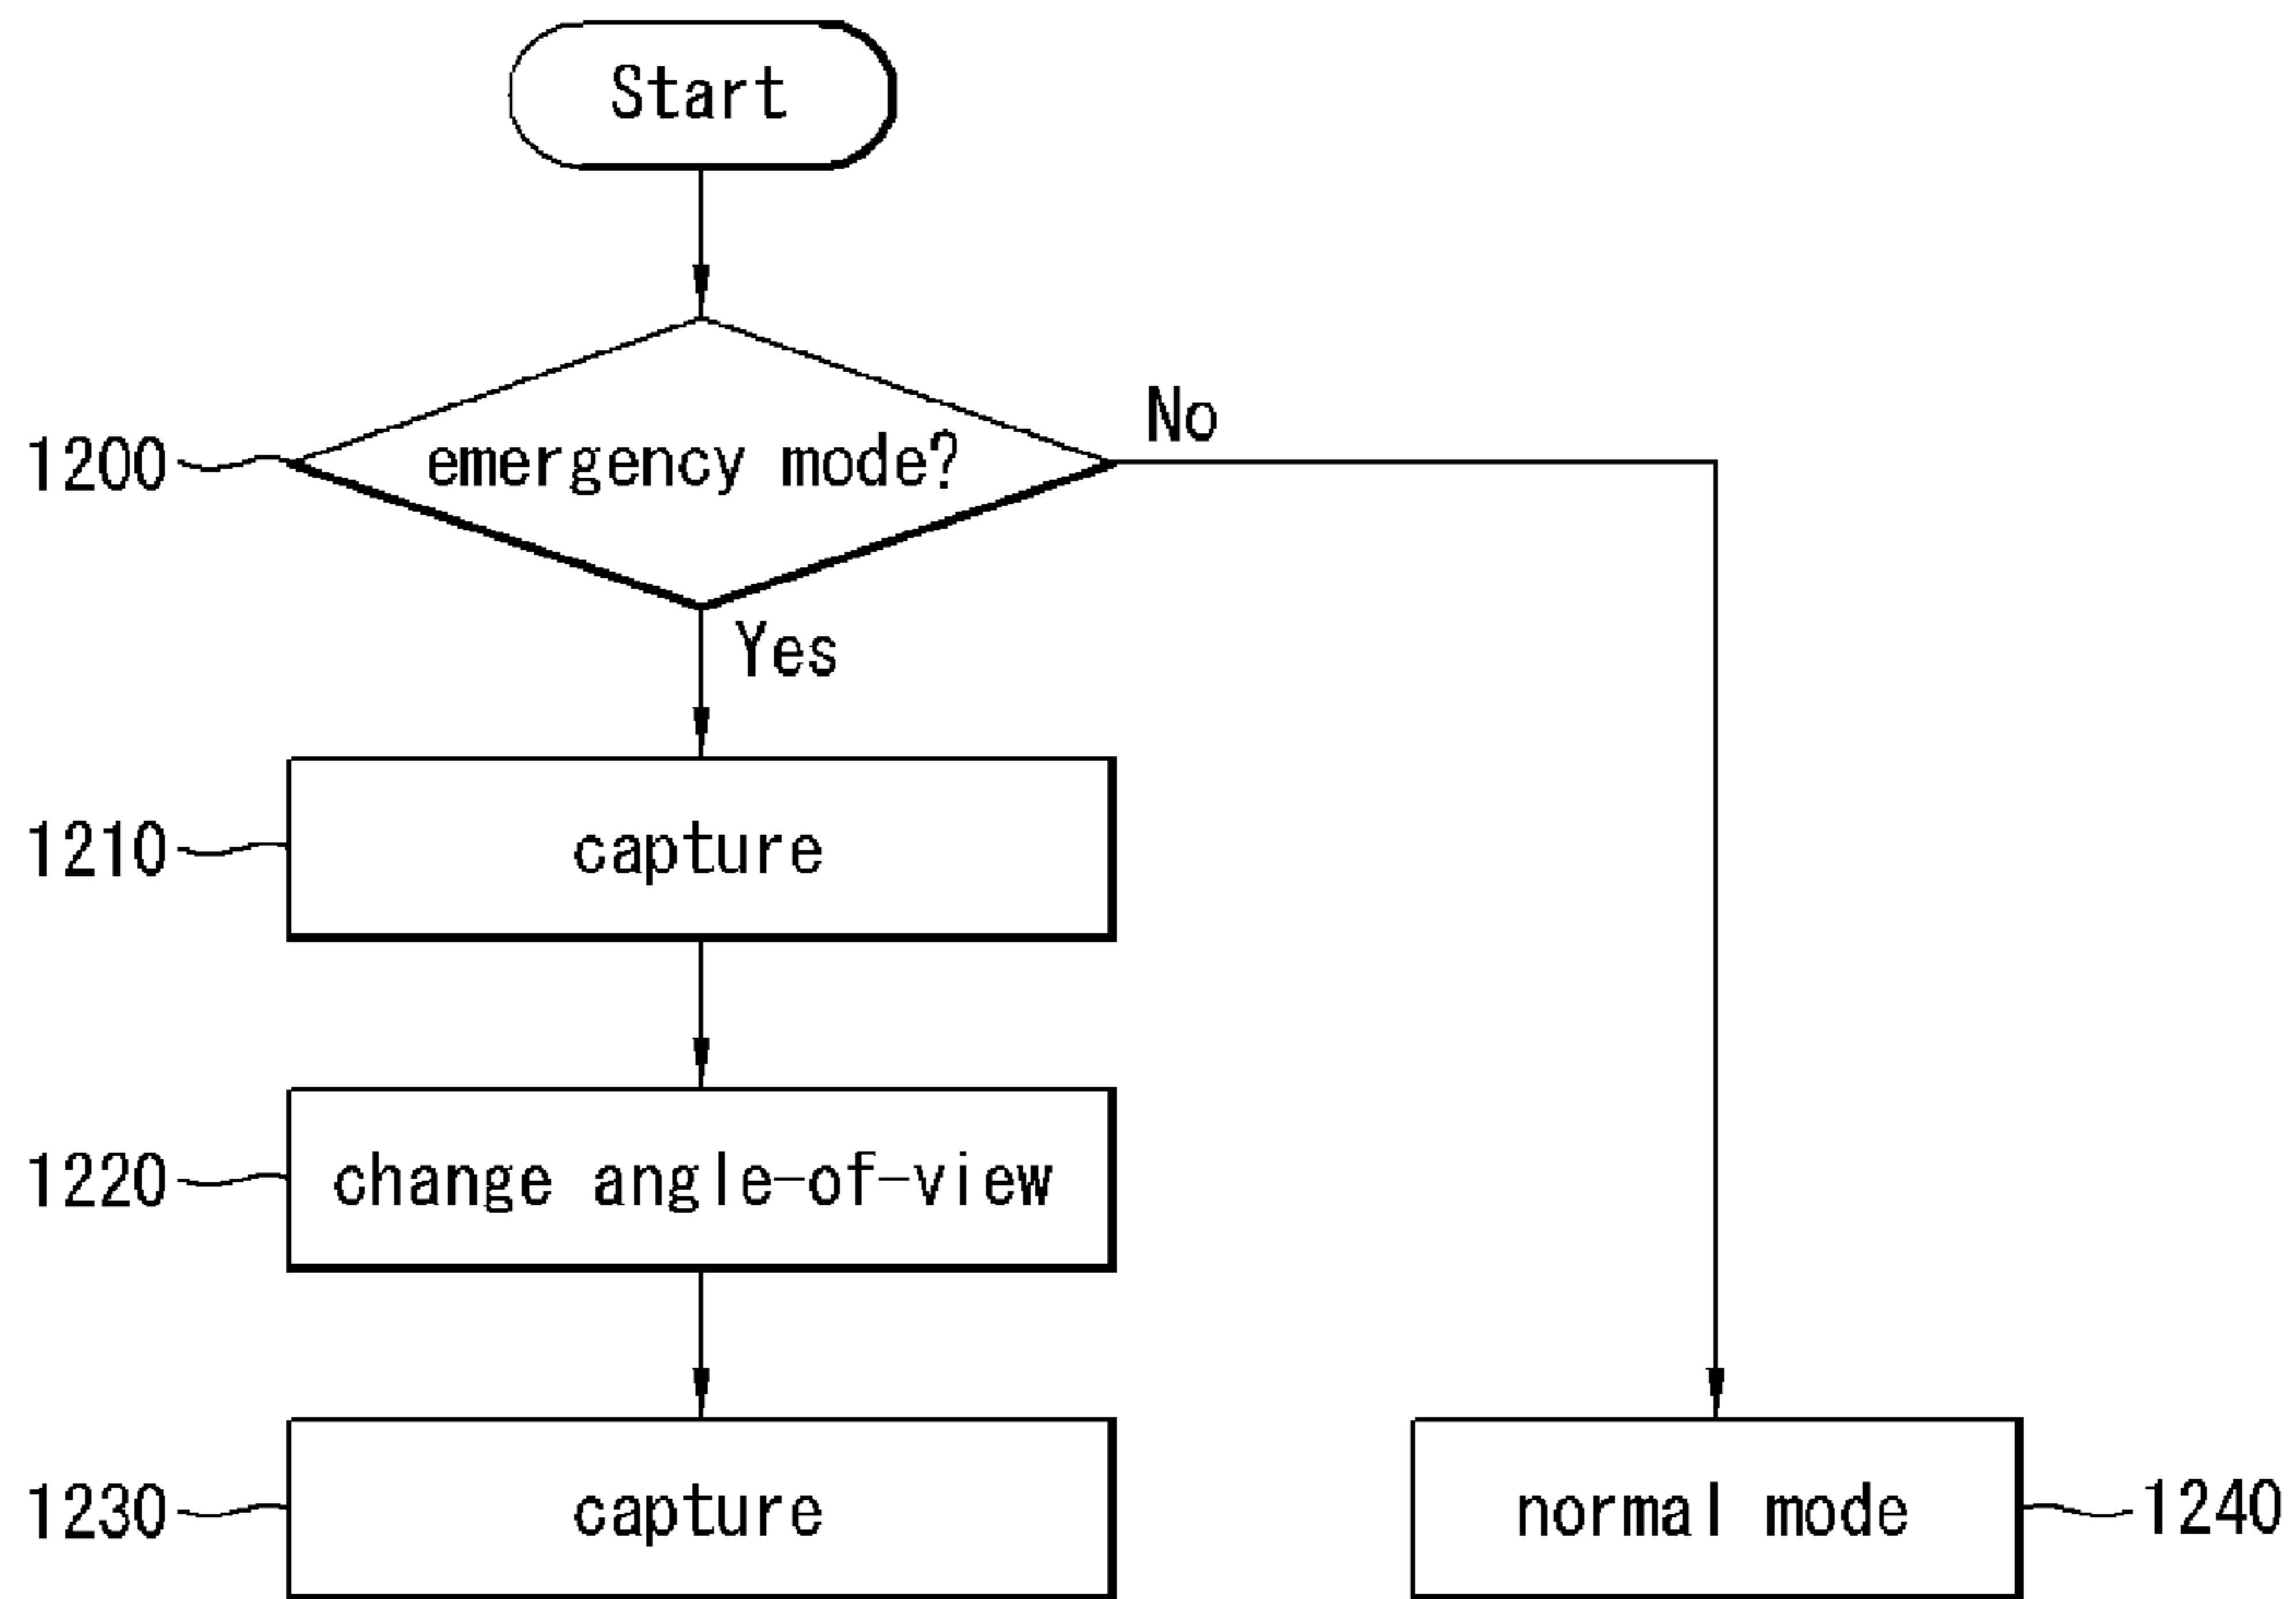 Start
No
1200
emergency mode?
Yes
1210
capture
1220
change angle-of-view
1230
capture
normal mode
1240